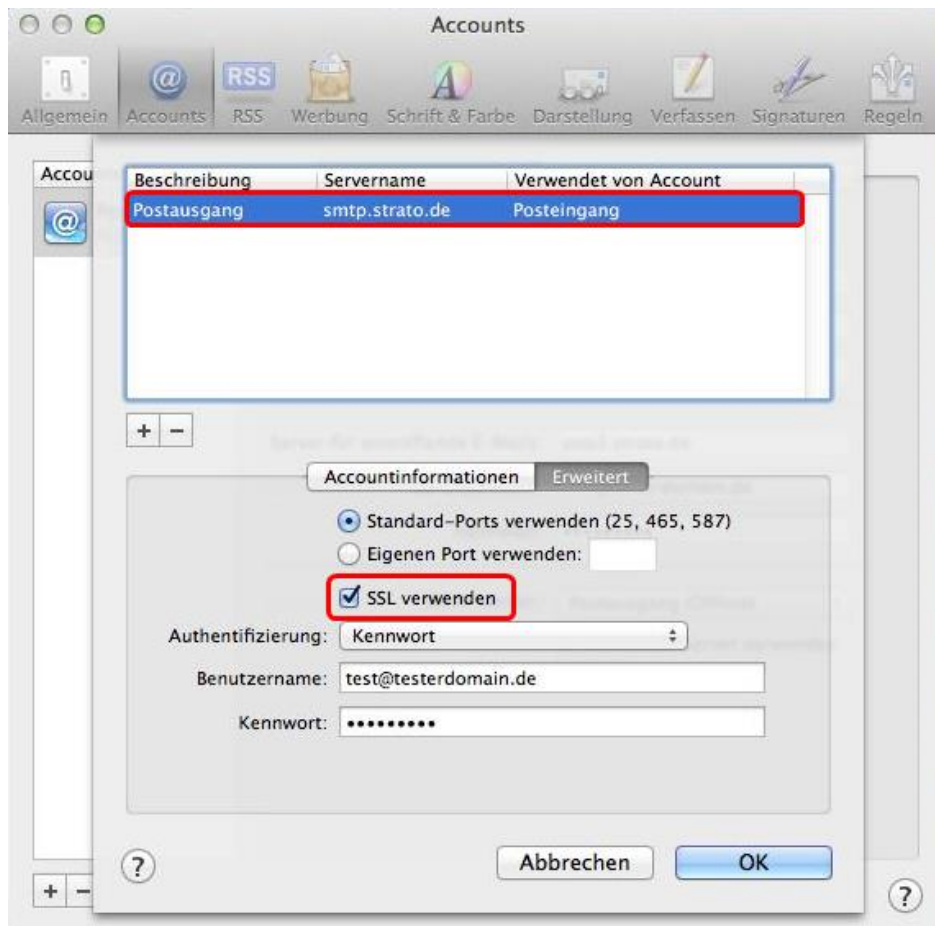 Accounts
RSS
Allgemein Accounts RSS Werbung Schrift & Farbe Darstellung Verfassen Signaturen Regeln
Accou
Beschreibung Servername Verwendet von Account
Postausgang smtp.strato.de Posteingang
+ −
Accountinformationen Erweitert
Standard-Ports verwenden (25, 465, 587)
Eigenen Port verwenden:
SSL verwenden
Authentifizierung: Kennwort
Benutzername: test@testerdomain.de
Kennwort: •••••••••
? Abbrechen OK
+ − ?